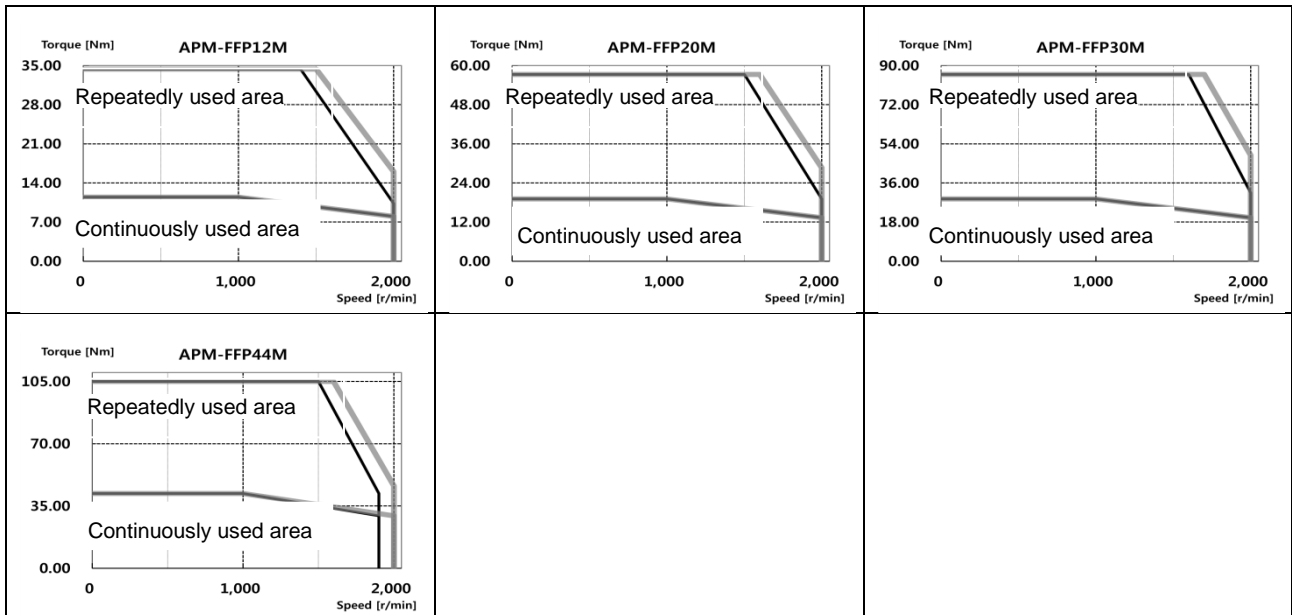 Torque [Nm] APM-FFP12M
35.00
Repeatedly used area
28.00
21.00
14.00
7.00
Continuously used area
0.00
0 1,000 2,000
Speed [r/min]
Torque [Nm] APM-FFP20M
60.00
Repeatedly used area
48.00
36.00
24.00
12.00
Continuously used area
0.00
0 1,000 2,000
Speed [r/min]
Torque [Nm] APM-FFP30M
90.00
Repeatedly used area
72.00
54.00
36.00
18.00
Continuously used area
0.00
0 1,000 2,000
Speed [r/min]
Torque [Nm] APM-FFP44M
105.00
Repeatedly used area
70.00
35.00
Continuously used area
0.00
0 1,000 2,000
Speed [r/min]